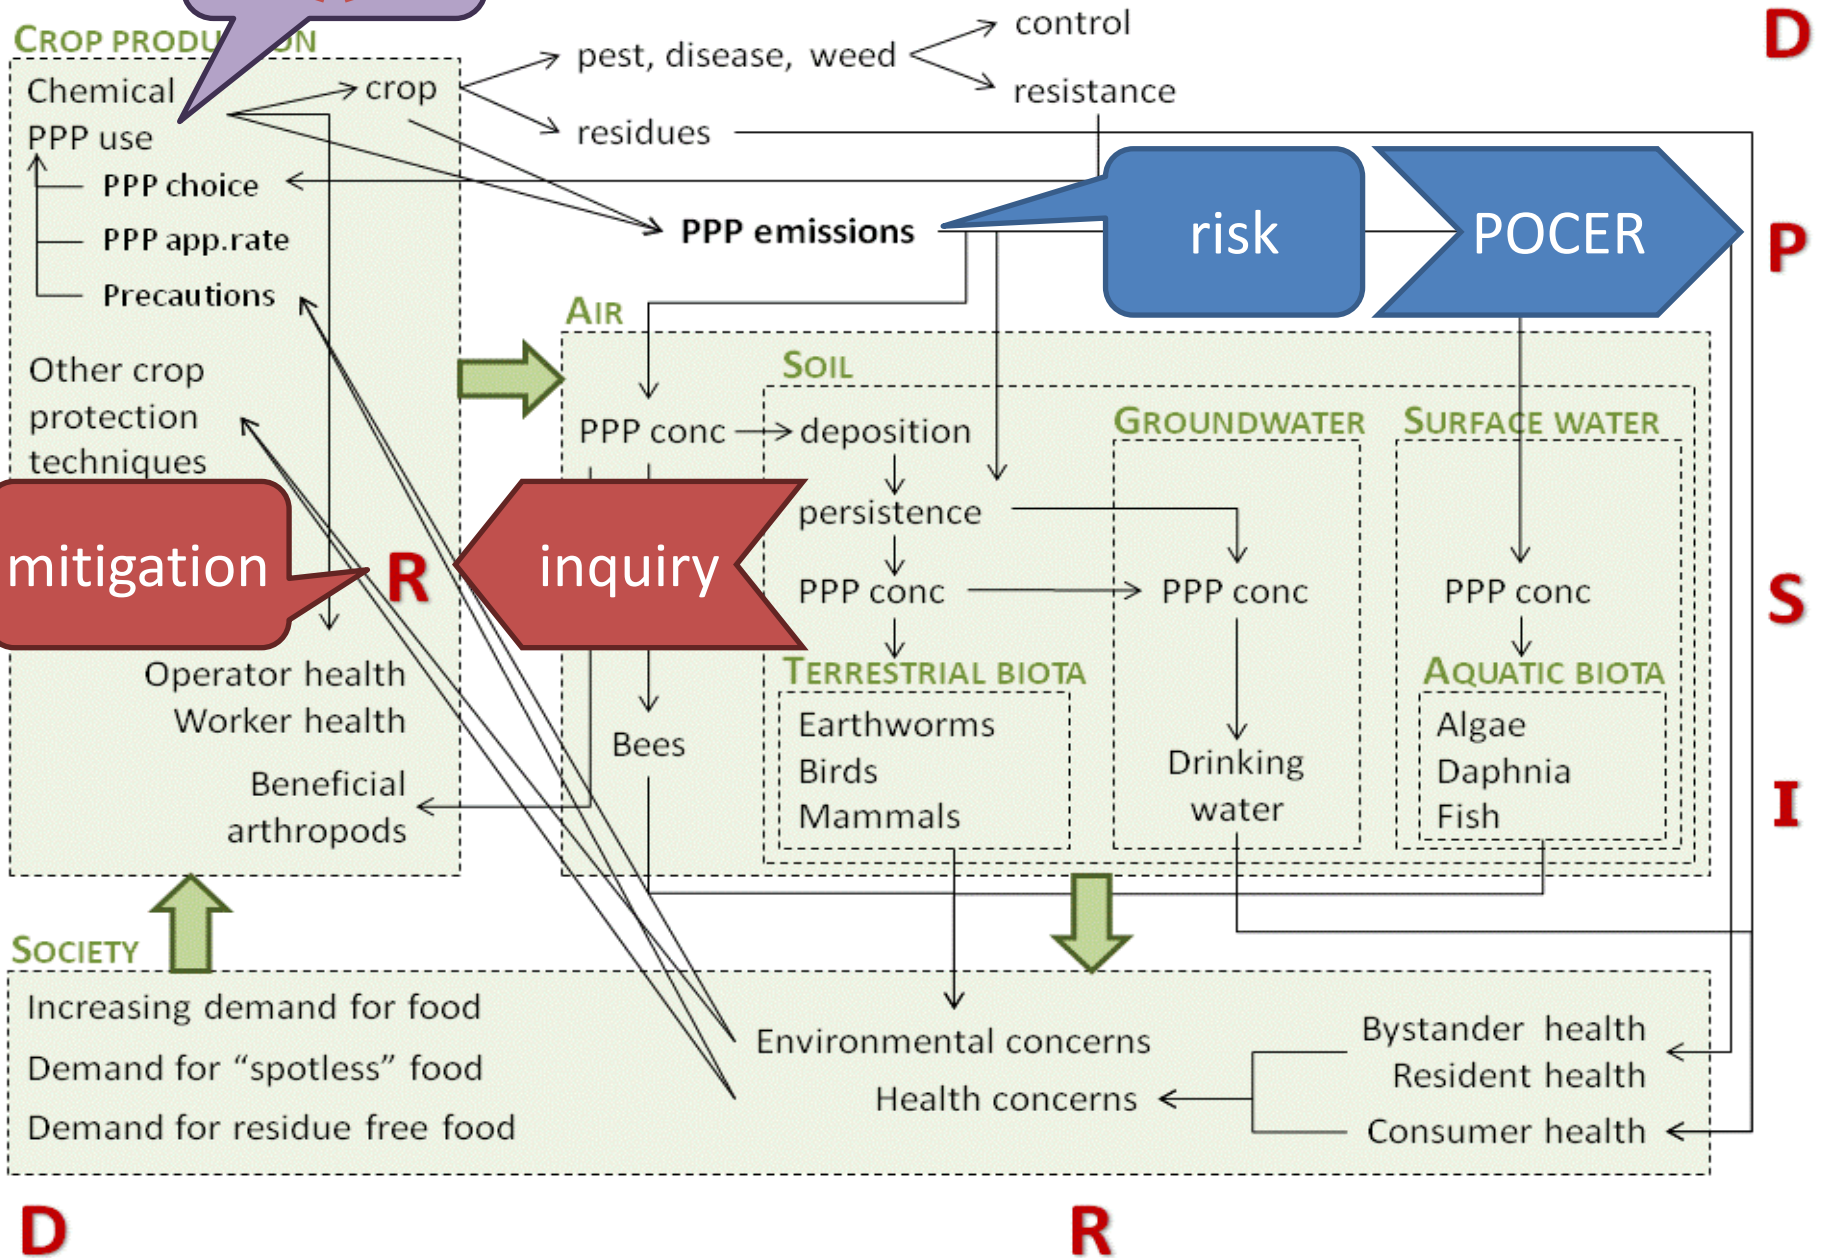 CROP PRODU ON
Chemical
PPP use
PPP choice
PPP app.rate
Precautions
Other crop
protection
techniques
mitigation
R
Operator health
Worker health
Beneficial
arthropods
crop
pest, disease, weed
residues
control
resistance
PPP emissions
risk
POCER
D
P
S
I
AIR
PPP conc
inquiry
Bees
SOIL
deposition
persistence
PPP conc
TERRESTRIAL BIOTA
Earthworms
Birds
Mammals
GROUNDWATER
PPP conc
Drinking
water
SURFACE WATER
PPP conc
AQUATIC BIOTA
Algae
Daphnia
Fish
SOCIETY
Increasing demand for food
Demand for “spotless” food
Demand for residue free food
Environmental concerns
Health concerns
Bystander health
Resident health
Consumer health
D
R